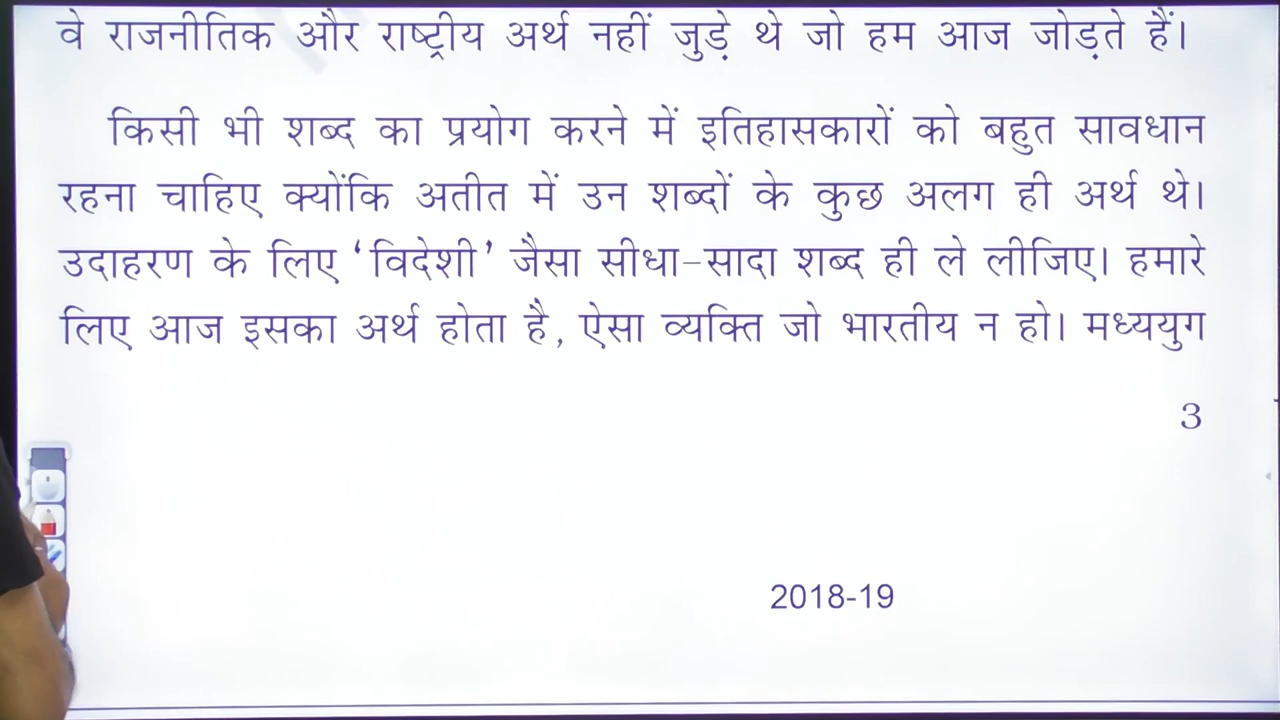 वे राजनीतिक और राष्ट्रीय अर्थ नहीं जुड़े थे जो हम आज जोड़ते हैं।
किसी भी शब्द का प्रयोग करने में इतिहासकारों को बहुत सावधान
रहना चाहिए क्योंकि अतीत में उन शब्दों के कुछ अलग ही अर्थ थे।
उदाहरण के लिए ‘विदेशी’ जैसा सीधा-सादा शब्द ही ले लीजिए। हमारे
लिए आज इसका अर्थ होता है, ऐसा व्यक्ति जो भारतीय न हो। मध्ययुग
3
2018-19